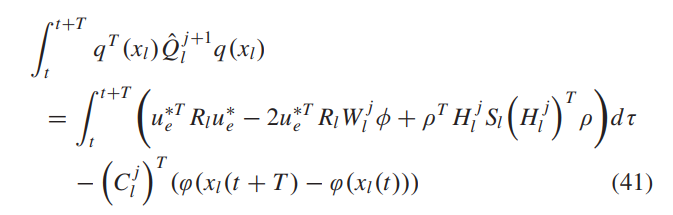 ∫_t^{t+T} q^T(x_l) Q̂_l^{j+1} q(x_l)
= ∫_t^{t+T} ( u_e^{*T} R_l u_e^* − 2u_e^{*T} R_l W_l^j ϕ + ρ^T H_l^j S_l (H_l^j)^T ρ ) dτ
− (C_l^j)^T (φ(x_l(t + T) − φ(x_l(t))) (41)